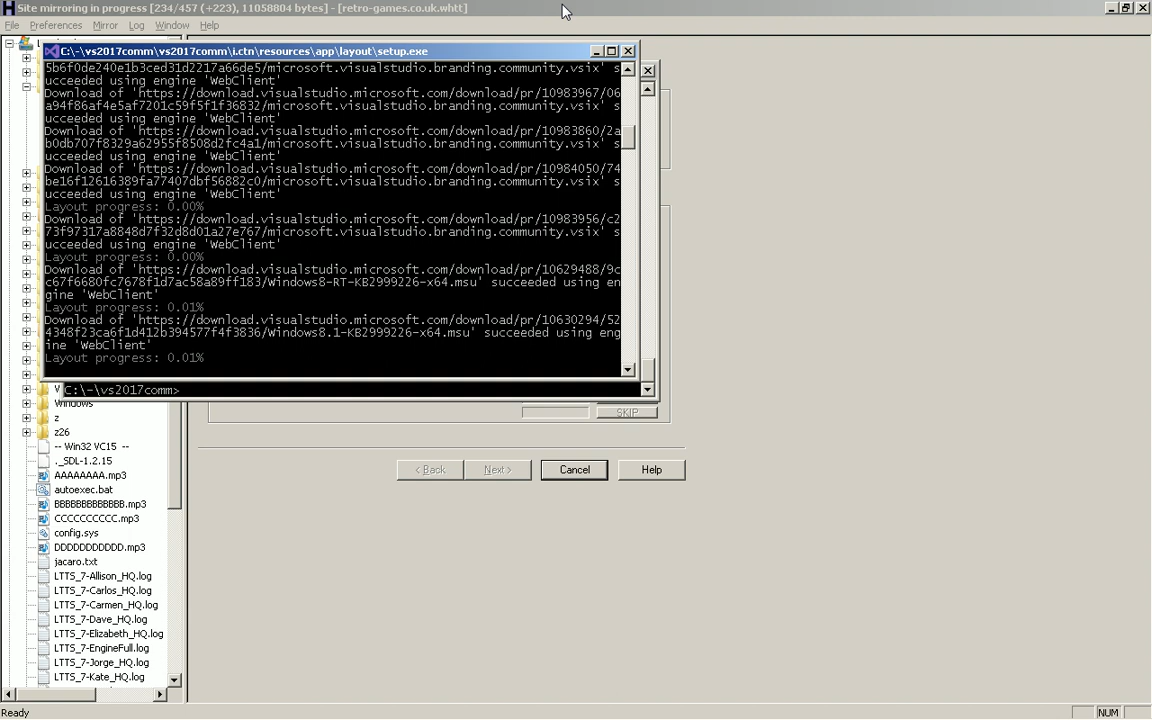 Site mirroring in progress [234/457 (+223), 11058804 bytes] - [retro-games.co.uk.whtt]
File Preferences Mirror Log Window Help
C:\-\vs2017comm\vs2017comm\i.ctn\resources\app\layout\setup.exe
5b6f0de240e1b3ced31d2217a66de5/microsoft.visualstudio.branding.community.vsix' s
ucceeded using engine 'WebClient'
Download of 'https://download.visualstudio.microsoft.com/download/pr/10983967/06
a94f86af4e5af7201c59f5f1f36832/microsoft.visualstudio.branding.community.vsix' s
ucceeded using engine 'WebClient'
Download of 'https://download.visualstudio.microsoft.com/download/pr/10983860/2a
b0db707f8329a62955f8508d2fc4a1/microsoft.visualstudio.branding.community.vsix' s
ucceeded using engine 'WebClient'
Download of 'https://download.visualstudio.microsoft.com/download/pr/10984050/74
be16f12616389fa77407dbf56882c0/microsoft.visualstudio.branding.community.vsix' s
ucceeded using engine 'WebClient'
Layout progress: 0.00%
Download of 'https://download.visualstudio.microsoft.com/download/pr/10983956/c2
73f97317a8848d7f32d8d01a27e767/microsoft.visualstudio.branding.community.vsix' s
ucceeded using engine 'WebClient'
Layout progress: 0.00%
Download of 'https://download.visualstudio.microsoft.com/download/pr/10629488/9c
c67f6680fc7678f1d7ac58a89ff183/Windows8-RT-KB2999226-x64.msu' succeeded using en
gine 'WebClient'
Layout progress: 0.01%
Download of 'https://download.visualstudio.microsoft.com/download/pr/10630294/52
4348f23ca6f1d412b394577f4f3836/Windows8.1-KB2999226-x64.msu' succeeded using eng
ine 'WebClient'
Layout progress: 0.01%
C:\-\vs2017comm>
Windows
z
z26
-- Win32 VC15 --
._SDL-1.2.15
AAAAAAAA.mp3
autoexec.bat
BBBBBBBBBBBB.mp3
CCCCCCCCCC.mp3
config.sys
DDDDDDDDDDD.mp3
jacaro.txt
LTTS_7-Allison_HQ.log
LTTS_7-Carlos_HQ.log
LTTS_7-Carmen_HQ.log
LTTS_7-Dave_HQ.log
LTTS_7-Elizabeth_HQ.log
LTTS_7-EngineFull.log
LTTS_7-Jorge_HQ.log
LTTS_7-Kate_HQ.log
SKIP
< Back Next > Cancel Help
Ready NUM